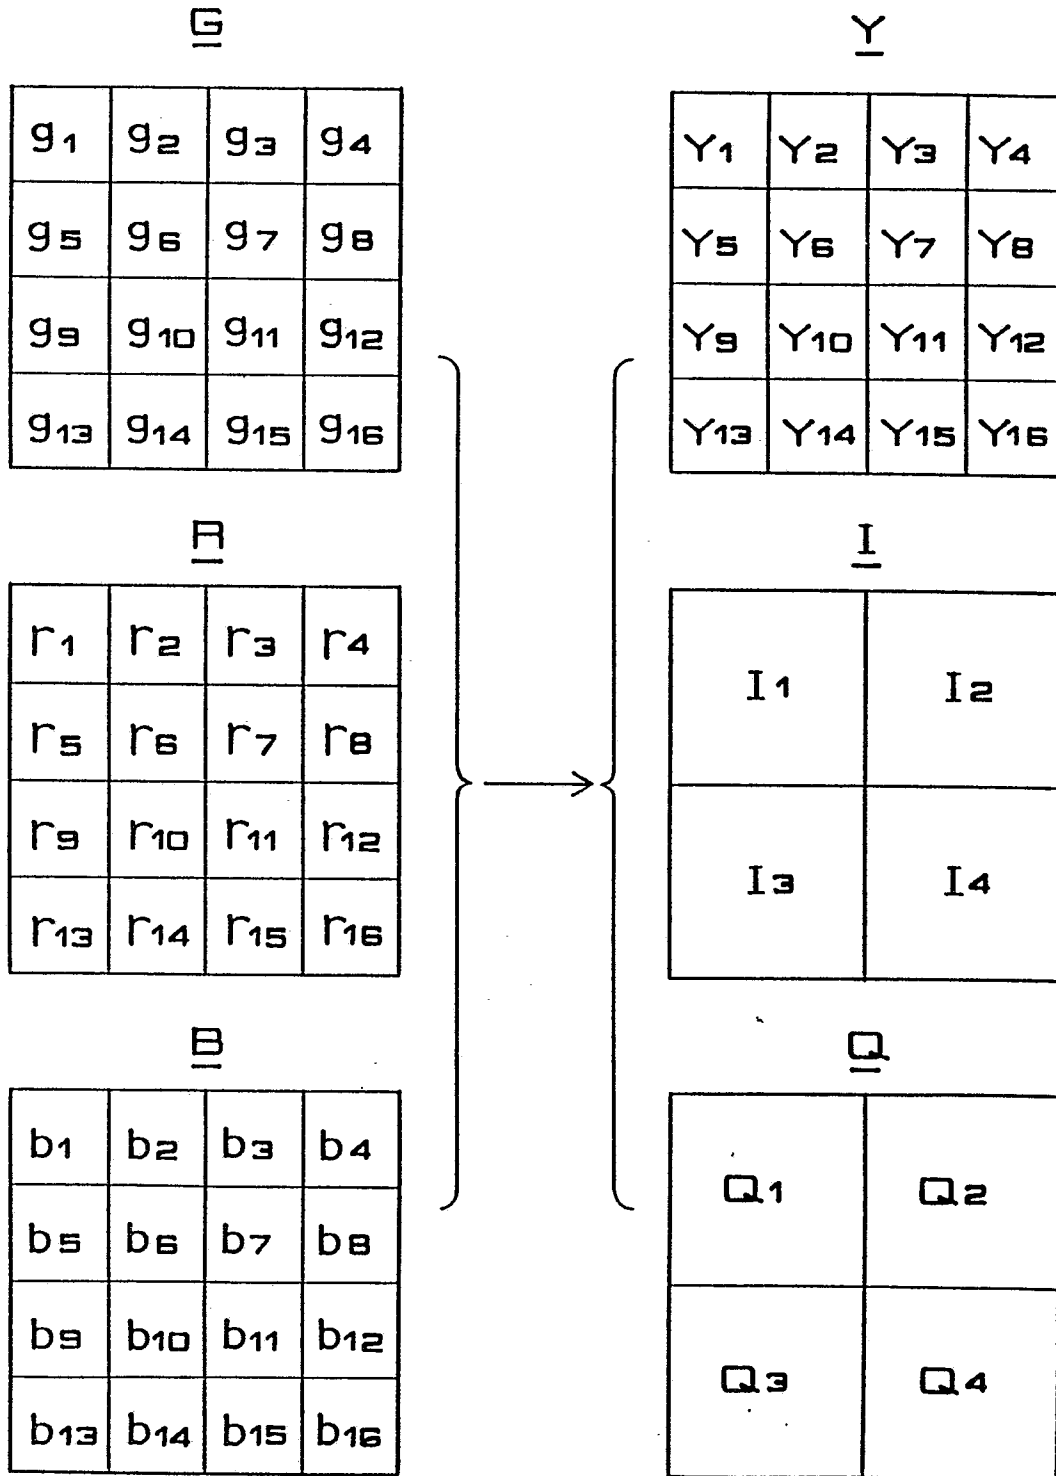 G
g1 g2 g3 g4
g5 g6 g7 g8
g9 g10 g11 g12
g13 g14 g15 g16
R
r1 r2 r3 r4
r5 r6 r7 r8
r9 r10 r11 r12
r13 r14 r15 r16
B
b1 b2 b3 b4
b5 b6 b7 b8
b9 b10 b11 b12
b13 b14 b15 b16
Y
Y1 Y2 Y3 Y4
Y5 Y6 Y7 Y8
Y9 Y10 Y11 Y12
Y13 Y14 Y15 Y16
I
I1 I2
I3 I4
Q
Q1 Q2
Q3 Q4